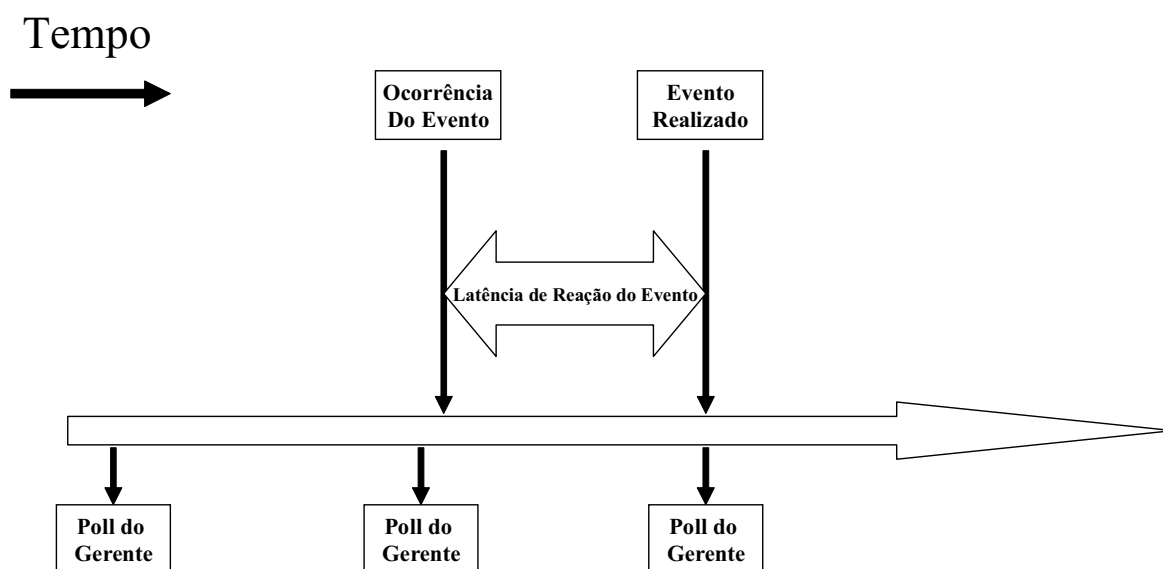 Tempo
Ocorrência
Do Evento
Evento
Realizado
Latência de Reação do Evento
Poll do
Gerente
Poll do
Gerente
Poll do
Gerente